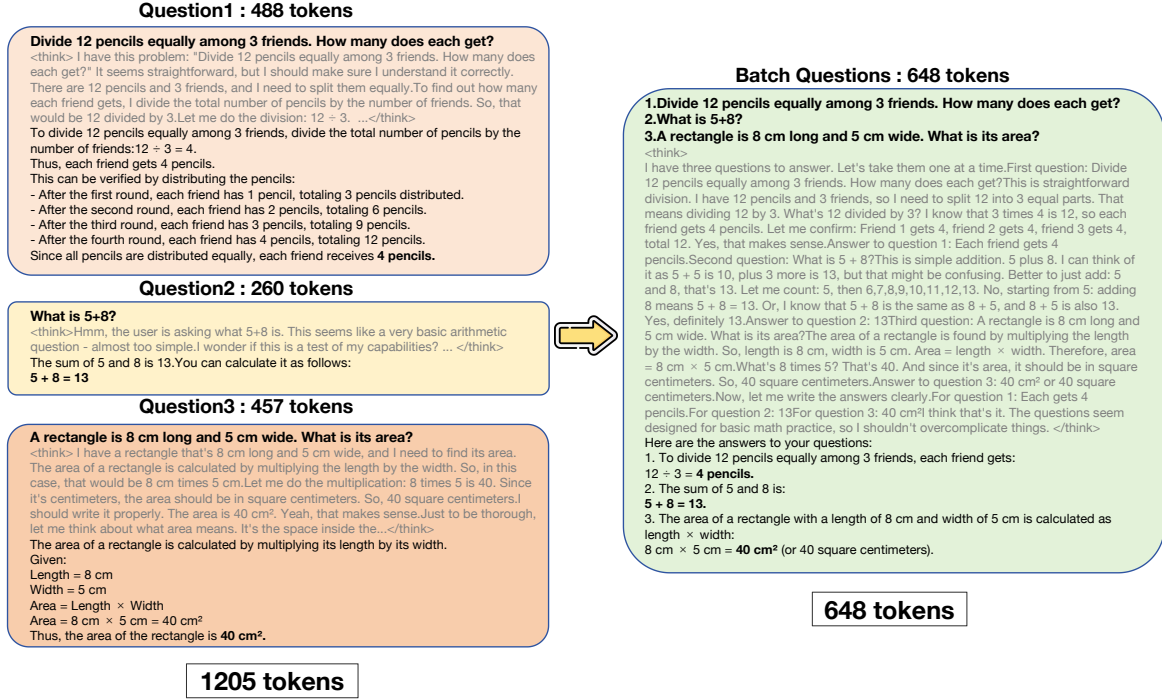 Question1 : 488 tokens
Divide 12 pencils equally among 3 friends. How many does each get?
<think> I have this problem: "Divide 12 pencils equally among 3 friends. How many does
each get?" It seems straightforward, but I should make sure I understand it correctly.
There are 12 pencils and 3 friends, and I need to split them equally.To find out how many
each friend gets, I divide the total number of pencils by the number of friends. So, that
would be 12 divided by 3.Let me do the division: 12 ÷ 3.  ...</think>
To divide 12 pencils equally among 3 friends, divide the total number of pencils by the
number of friends:12 ÷ 3 = 4.
Thus, each friend gets 4 pencils.
This can be verified by distributing the pencils:
- After the first round, each friend has 1 pencil, totaling 3 pencils distributed.
- After the second round, each friend has 2 pencils, totaling 6 pencils.
- After the third round, each friend has 3 pencils, totaling 9 pencils.
- After the fourth round, each friend has 4 pencils, totaling 12 pencils.
Since all pencils are distributed equally, each friend receives 4 pencils.
Question2 : 260 tokens
What is 5+8?
<think>Hmm, the user is asking what 5+8 is. This seems like a very basic arithmetic
question - almost too simple.I wonder if this is a test of my capabilities? ... </think>
The sum of 5 and 8 is 13.You can calculate it as follows:
5 + 8 = 13
Question3 : 457 tokens
A rectangle is 8 cm long and 5 cm wide. What is its area?
<think> I have a rectangle that's 8 cm long and 5 cm wide, and I need to find its area.
The area of a rectangle is calculated by multiplying the length by the width. So, in this
case, that would be 8 cm times 5 cm.Let me do the multiplication: 8 times 5 is 40. Since
it's centimeters, the area should be in square centimeters. So, 40 square centimeters.I
should write it properly. The area is 40 cm². Yeah, that makes sense.Just to be thorough,
let me think about what area means. It's the space inside the...</think>
The area of a rectangle is calculated by multiplying its length by its width.
Given:
Length = 8 cm
Width = 5 cm
Area = Length × Width
Area = 8 cm × 5 cm = 40 cm²
Thus, the area of the rectangle is 40 cm².
1205 tokens
Batch Questions : 648 tokens
1.Divide 12 pencils equally among 3 friends. How many does each get?
2.What is 5+8?
3.A rectangle is 8 cm long and 5 cm wide. What is its area?
<think>
I have three questions to answer. Let's take them one at a time.First question: Divide
12 pencils equally among 3 friends. How many does each get?This is straightforward
division. I have 12 pencils and 3 friends, so I need to split 12 into 3 equal parts. That
means dividing 12 by 3. What's 12 divided by 3? I know that 3 times 4 is 12, so each
friend gets 4 pencils. Let me confirm: Friend 1 gets 4, friend 2 gets 4, friend 3 gets 4,
total 12. Yes, that makes sense.Answer to question 1: Each friend gets 4
pencils.Second question: What is 5 + 8?This is simple addition. 5 plus 8. I can think of
it as 5 + 5 is 10, plus 3 more is 13, but that might be confusing. Better to just add: 5
and 8, that's 13. Let me count: 5, then 6,7,8,9,10,11,12,13. No, starting from 5: adding
8 means 5 + 8 = 13. Or, I know that 5 + 8 is the same as 8 + 5, and 8 + 5 is also 13.
Yes, definitely 13.Answer to question 2: 13Third question: A rectangle is 8 cm long and
5 cm wide. What is its area?The area of a rectangle is found by multiplying the length
by the width. So, length is 8 cm, width is 5 cm. Area = length × width. Therefore, area
= 8 cm × 5 cm.What's 8 times 5? That's 40. And since it's area, it should be in square
centimeters. So, 40 square centimeters.Answer to question 3: 40 cm² or 40 square
centimeters.Now, let me write the answers clearly.For question 1: Each gets 4
pencils.For question 2: 13For question 3: 40 cm²I think that's it. The questions seem
designed for basic math practice, so I shouldn't overcomplicate things. </think>
Here are the answers to your questions:
1. To divide 12 pencils equally among 3 friends, each friend gets:
12 ÷ 3 = 4 pencils.
2. The sum of 5 and 8 is:
5 + 8 = 13.
3. The area of a rectangle with a length of 8 cm and width of 5 cm is calculated as
length × width:
8 cm × 5 cm = 40 cm² (or 40 square centimeters).
648 tokens